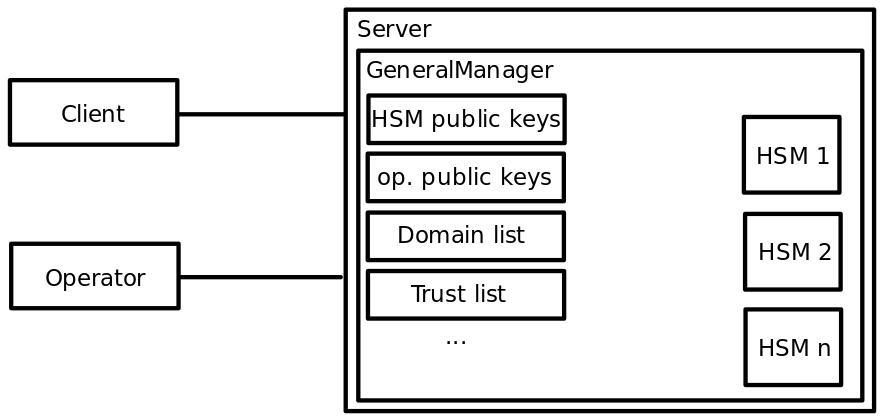 Server
GeneralManager
Client
HSM public keys
op. public keys
Domain list
Trust list
...
Operator
HSM 1
HSM 2
HSM n